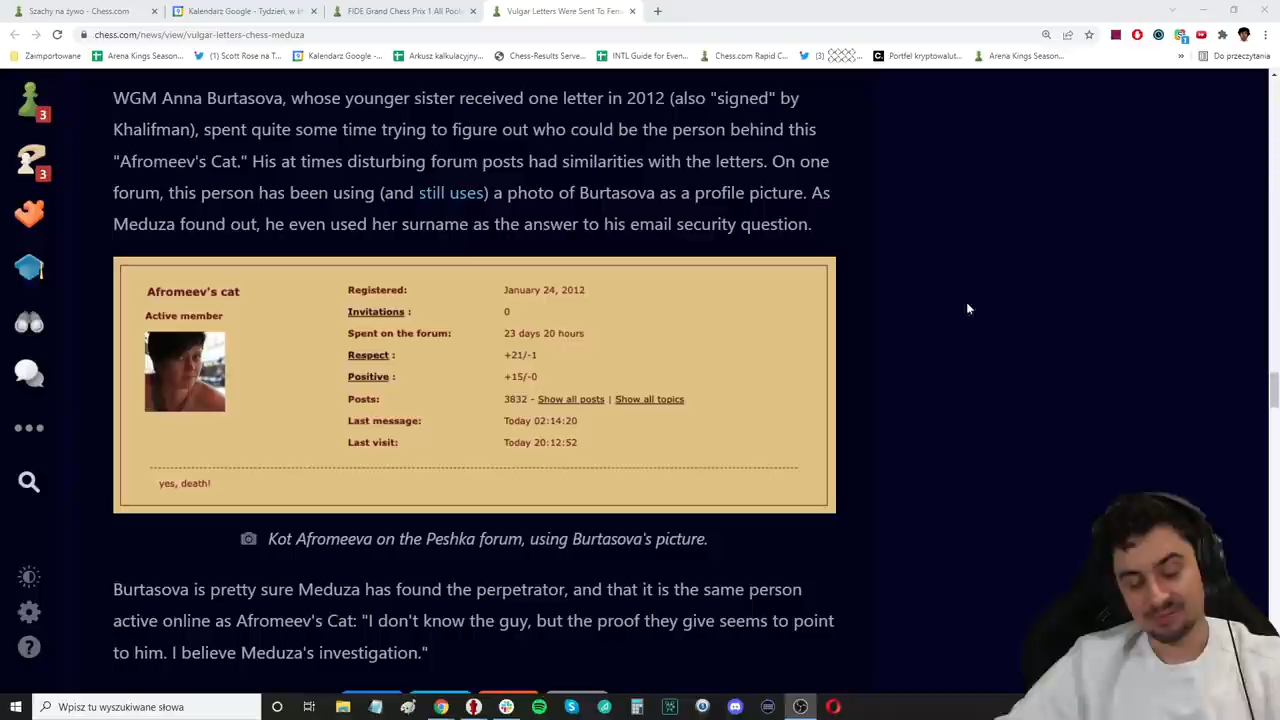 Szachy na żywo - Chess.com
Kalendarz Google - Tydzień, w k
FIDE Grand Chess Prix 1.All Pool
Vulgar Letters Were Sent To Fem
chess.com/news/view/vulgar-letters-chess-meduza
Zaimportowane
Arena Kings Season...
Scott Rose na T...
Kalendarz Google -...
Arkusz kalkulacyjny...
Chess-Results Serve...
INTL Guide for Even...
Chess.com Rapid C...
(3)
Portfel kryptowalut...
Arena Kings Season...
»
Do przeczytania
WGM Anna Burtasova, whose younger sister received one letter in 2012 (also "signed" by
Khalifman), spent quite some time trying to figure out who could be the person behind this
"Afromeev's Cat." His at times disturbing forum posts had similarities with the letters. On one
forum, this person has been using (and still uses) a photo of Burtasova as a profile picture. As
Meduza found out, he even used her surname as the answer to his email security question.
3
3
Afromeev's cat
Active member
Registered: January 24, 2012
Invitations : 0
Spent on the forum: 23 days 20 hours
Respect : +21/-1
Positive : +15/-0
Posts: 3832 - Show all posts | Show all topics
Last message: Today 02:14:20
Last visit: Today 20:12:52
yes, death!
Kot Afromeeva on the Peshka forum, using Burtasova's picture.
Burtasova is pretty sure Meduza has found the perpetrator, and that it is the same person
active online as Afromeev's Cat: "I don't know the guy, but the proof they give seems to point
to him. I believe Meduza's investigation."
Wpisz tu wyszukiwane słowa